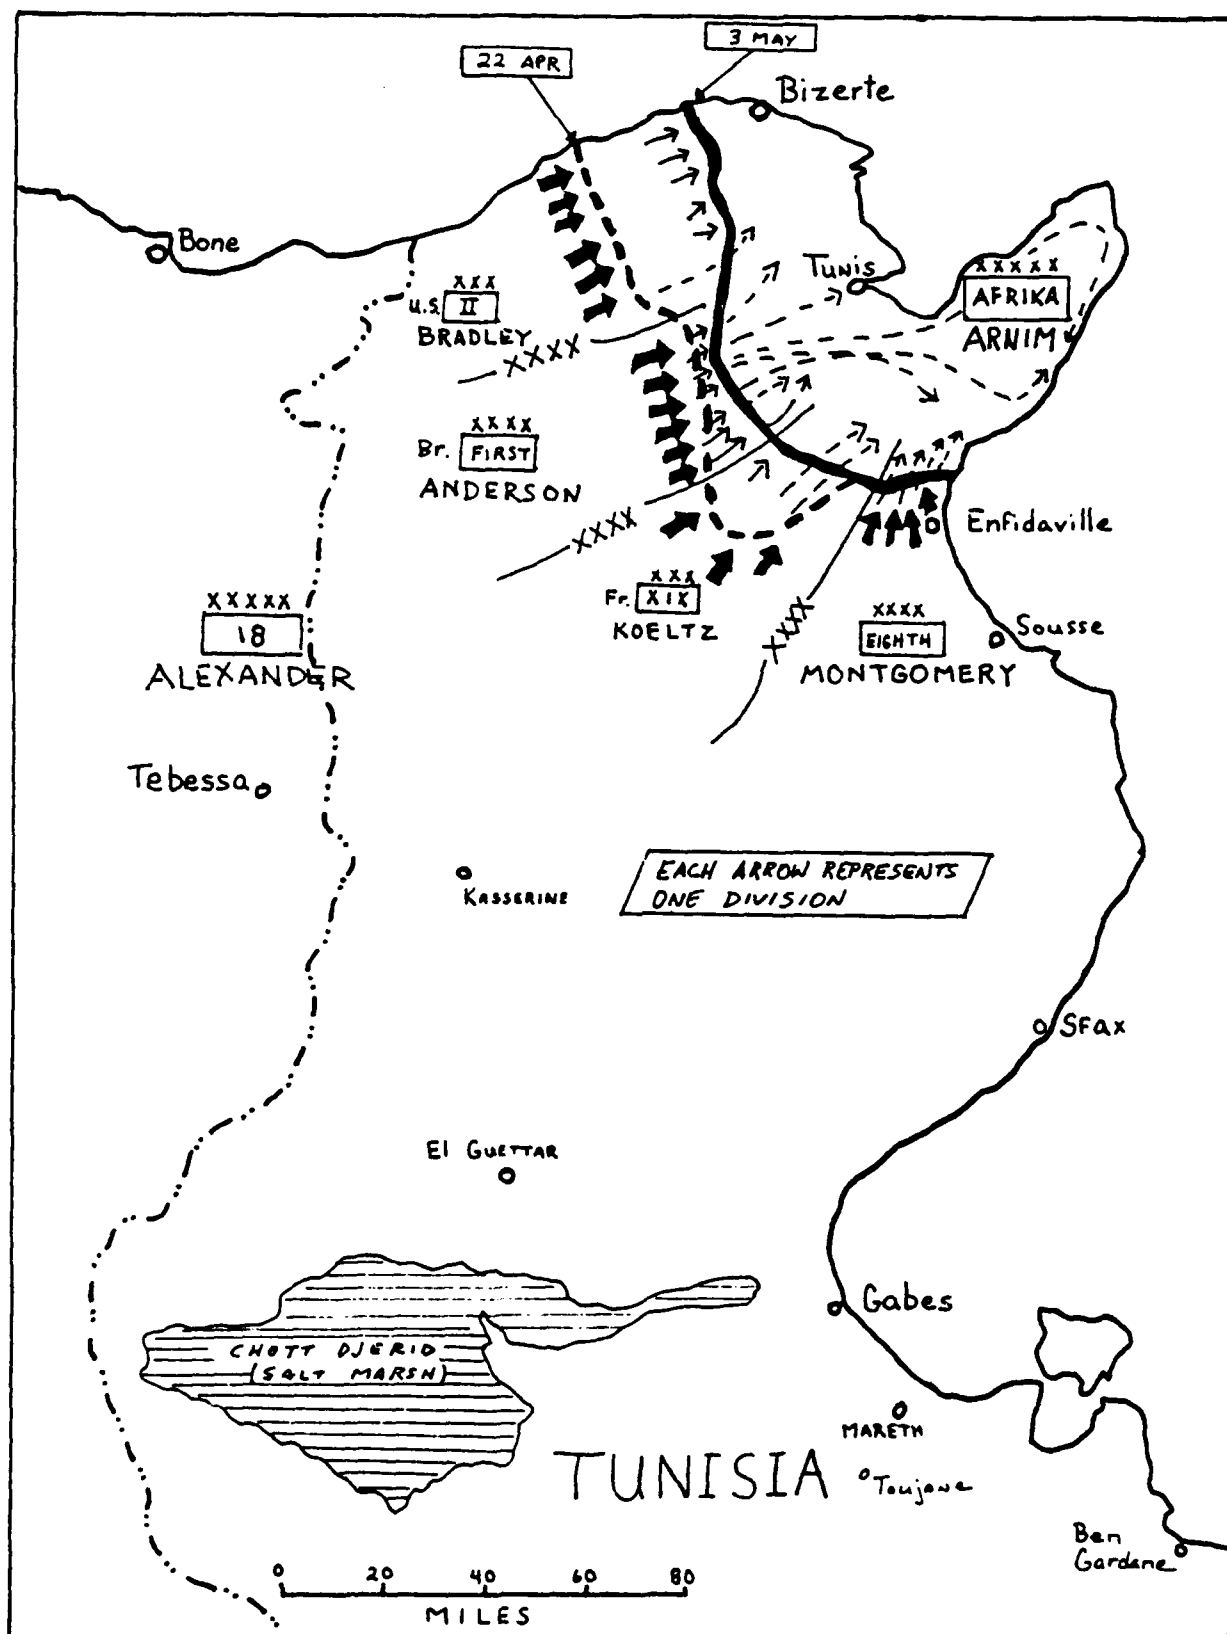 3 MAY
22 APR
Bizerte
Bone
Tunis
XXXXX
AFRIKA
ARNIM
XXX
U.S. II
BRADLEY
XXXX
XXXX
Br. FIRST
ANDERSON
XXXX
Enfidaville
XXX
Fr. XIX
KOELTZ
XXXXX
18
ALEXANDER
XXXX
XXXX
EIGHTH
MONTGOMERY
Sousse
Tebessa
Kasserine
EACH ARROW REPRESENTS
ONE DIVISION
Sfax
El Guettar
Gabes
CHOTT DJERID
(SALT MARSH)
MARETH
TUNISIA
Toujane
Ben
Gardane
0 20 40 60 80
MILES